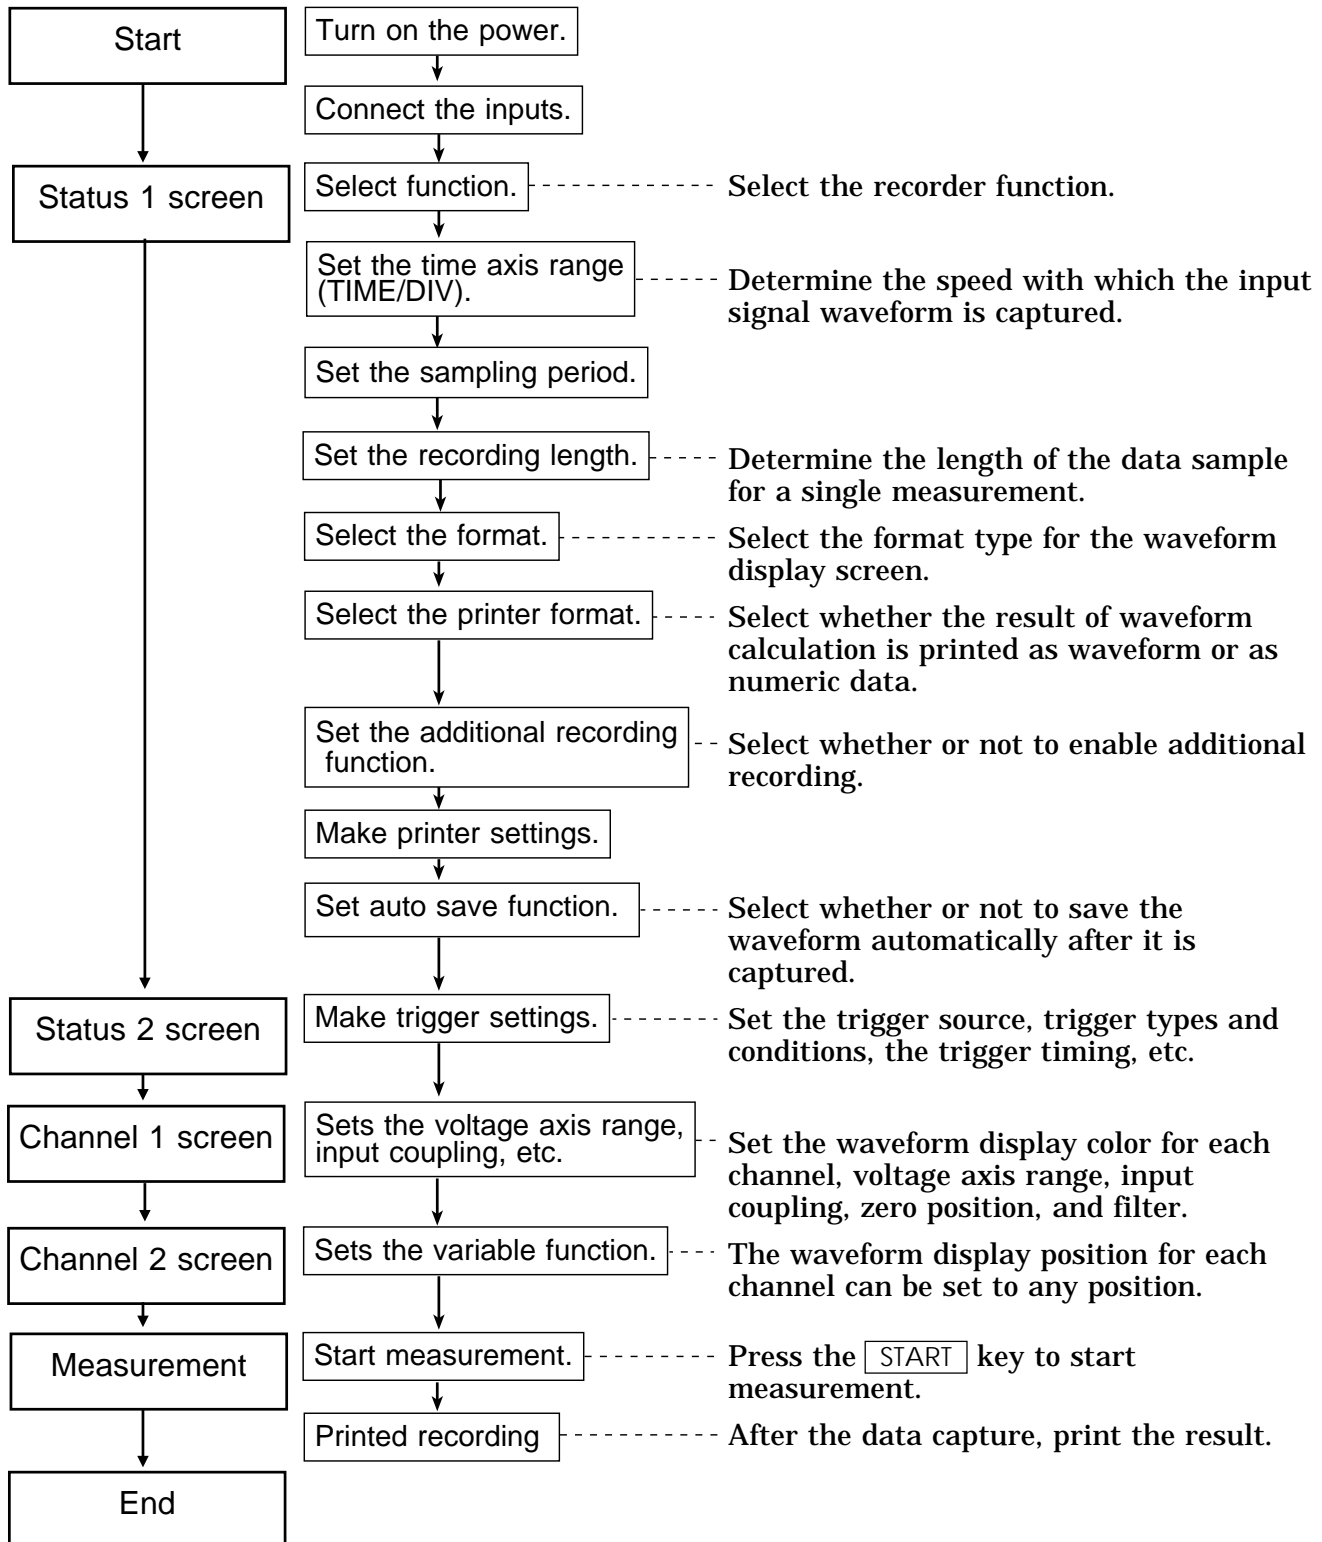 Start
Turn on the power.
Connect the inputs.
Status 1 screen
Select function.
Select the recorder function.
Set the time axis range
(TIME/DIV).
Determine the speed with which the input
signal waveform is captured.
Set the sampling period.
Set the recording length.
Determine the length of the data sample
for a single measurement.
Select the format.
Select the format type for the waveform
display screen.
Select the printer format.
Select whether the result of waveform
calculation is printed as waveform or as
numeric data.
Set the additional recording
function.
Select whether or not to enable additional
recording.
Make printer settings.
Set auto save function.
Select whether or not to save the
waveform automatically after it is
captured.
Status 2 screen
Make trigger settings.
Set the trigger source, trigger types and
conditions, the trigger timing, etc.
Channel 1 screen
Sets the voltage axis range,
input coupling, etc.
Set the waveform display color for each
channel, voltage axis range, input
coupling, zero position, and filter.
Channel 2 screen
Sets the variable function.
The waveform display position for each
channel can be set to any position.
Measurement
Start measurement.
Press the START key to start
measurement.
Printed recording
After the data capture, print the result.
End